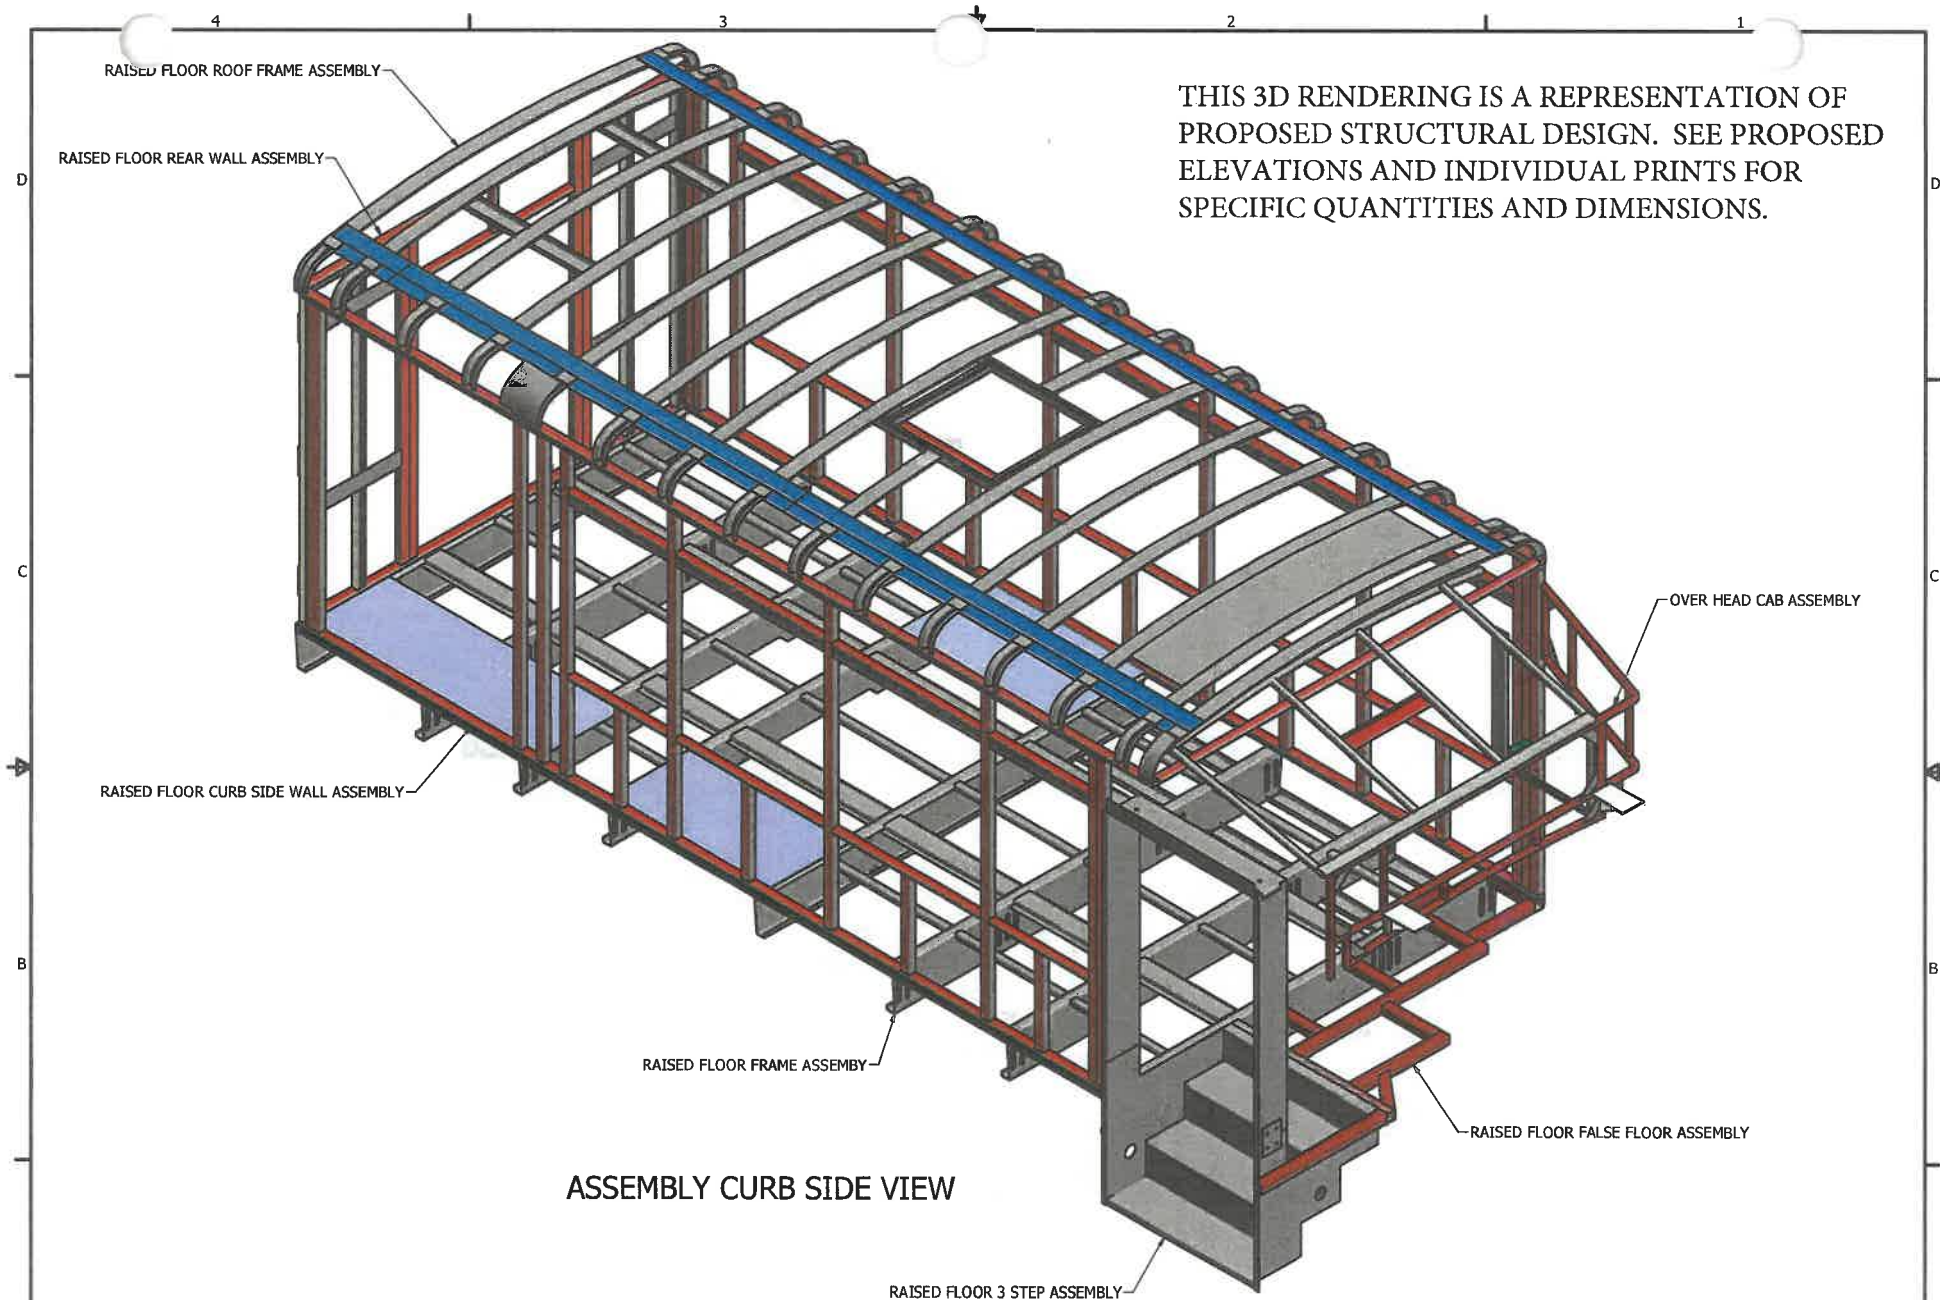 4 3 2 1
RAISED FLOOR ROOF FRAME ASSEMBLY
THIS 3D RENDERING IS A REPRESENTATION OF
PROPOSED STRUCTURAL DESIGN. SEE PROPOSED
ELEVATIONS AND INDIVIDUAL PRINTS FOR
SPECIFIC QUANTITIES AND DIMENSIONS.
RAISED FLOOR REAR WALL ASSEMBLY
D D
C C
OVER HEAD CAB ASSEMBLY
RAISED FLOOR CURB SIDE WALL ASSEMBLY
B B
RAISED FLOOR FRAME ASSEMBY
RAISED FLOOR FALSE FLOOR ASSEMBLY
ASSEMBLY CURB SIDE VIEW
RAISED FLOOR 3 STEP ASSEMBLY